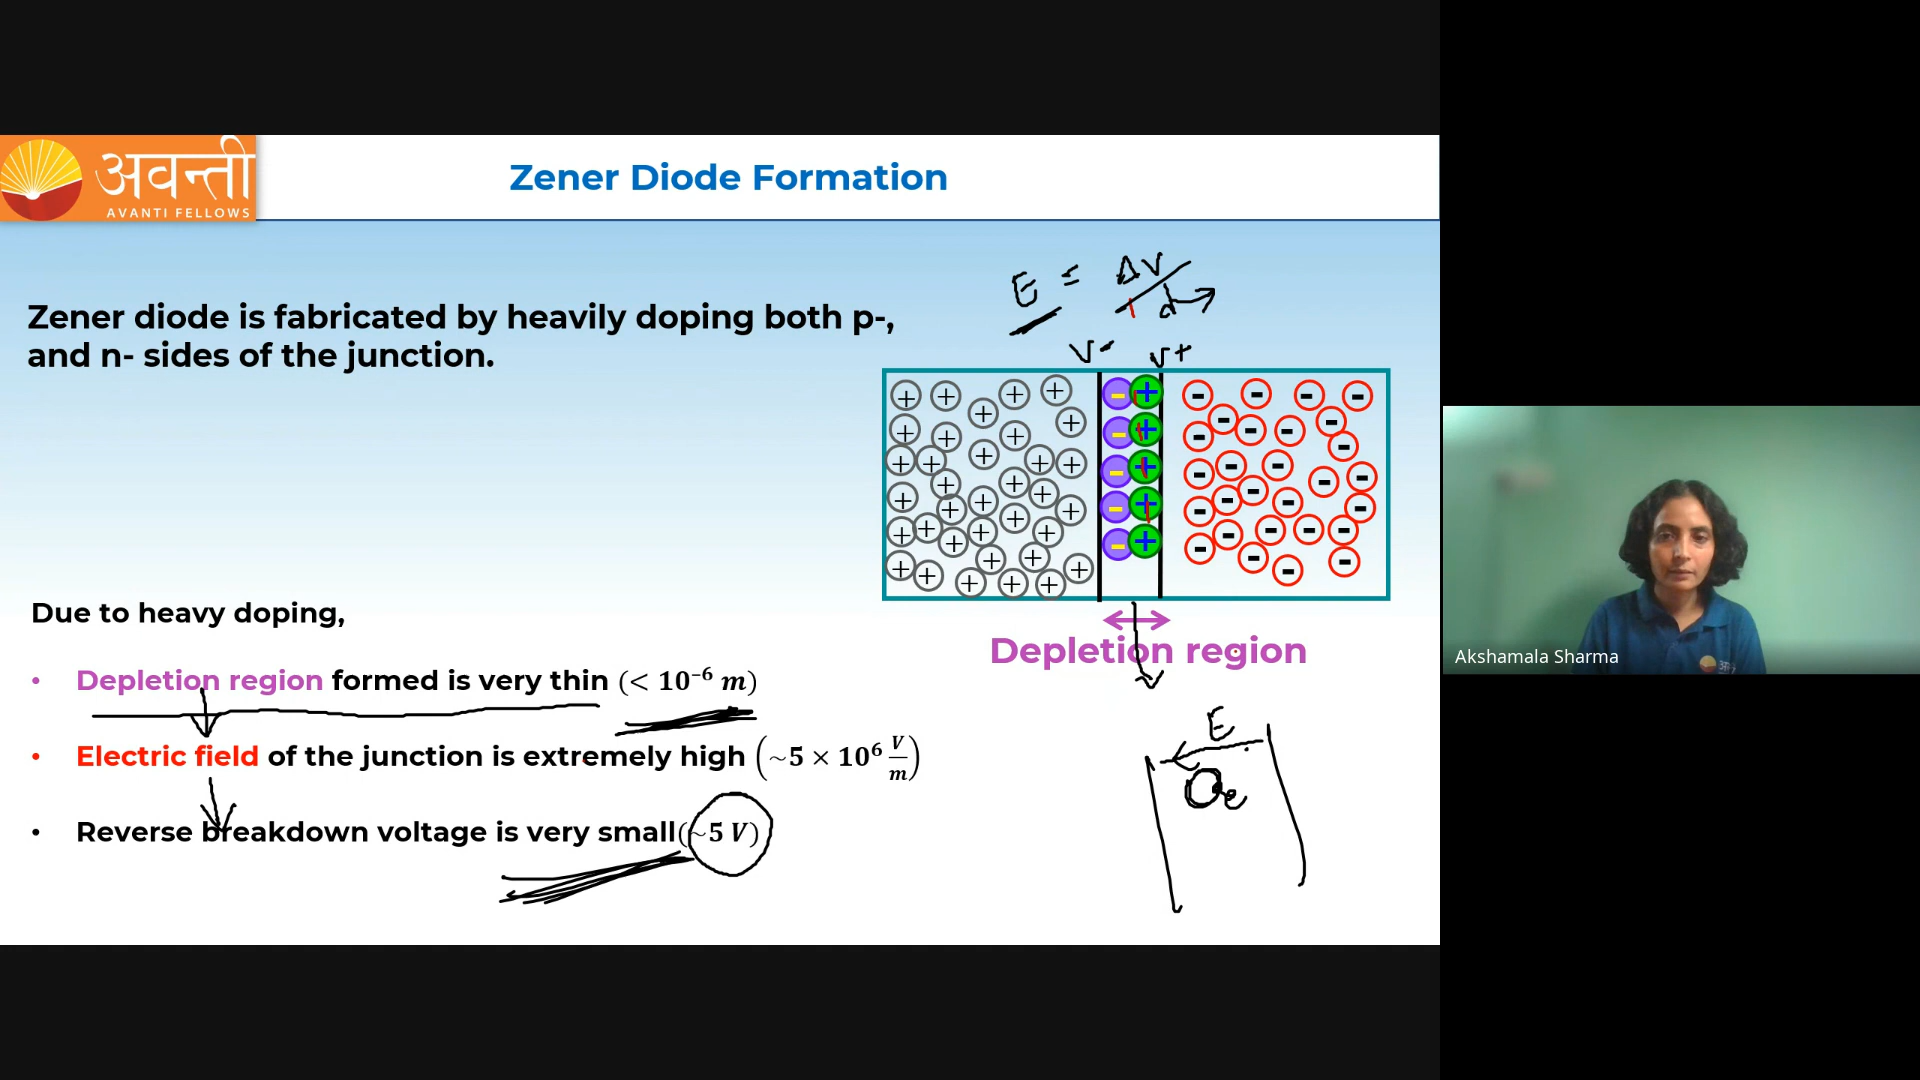 अवन्ती
AVANTI FELLOWS
Zener Diode Formation
Zener diode is fabricated by heavily doping both p-,
and n- sides of the junction.
E = ΔV/d
V- V+
Depletion region
Due to heavy doping,
• Depletion region formed is very thin (< 10⁻⁶ m)
• Electric field of the junction is extremely high (~5 × 10⁶ V/m)
• Reverse breakdown voltage is very small(~5 V)
E
e
Akshamala Sharma